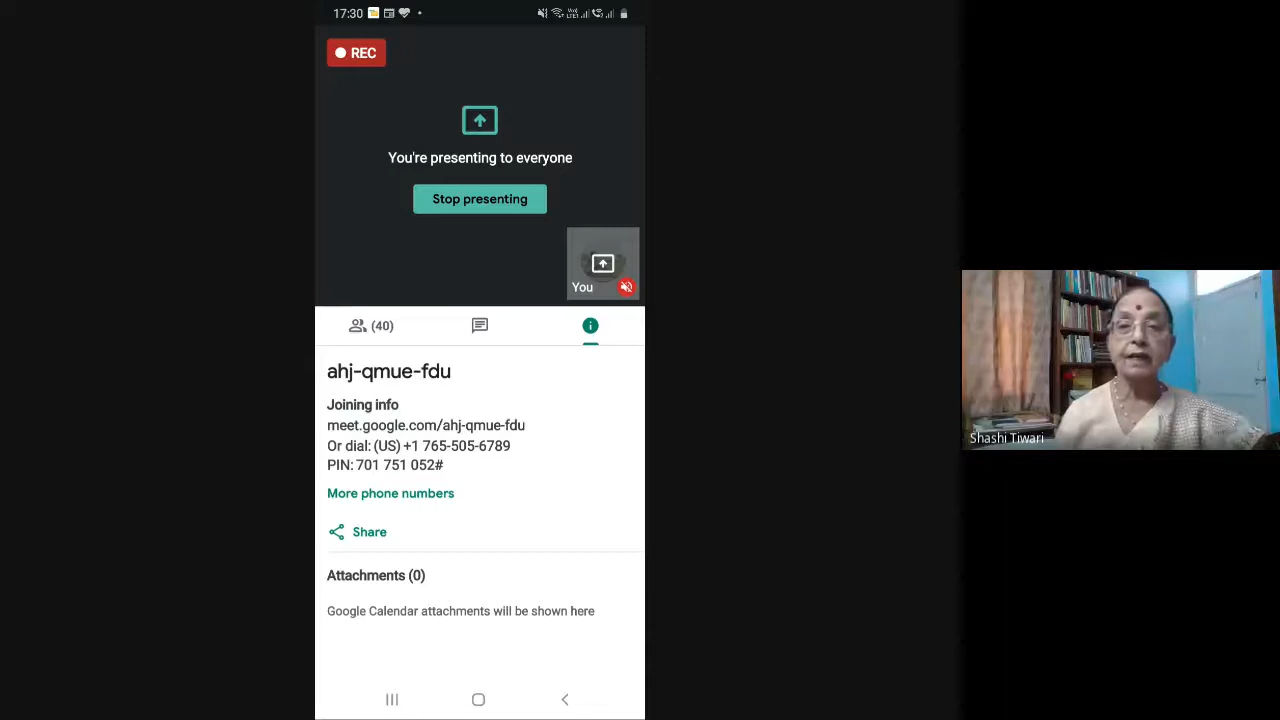 17:30
REC
You're presenting to everyone
Stop presenting
You
(40)
ahj-qmue-fdu
Joining info
meet.google.com/ahj-qmue-fdu
Or dial: (US) +1 765-505-6789
PIN: 701 751 052#
More phone numbers
Share
Attachments (0)
Google Calendar attachments will be shown here
Shashi Tiwari